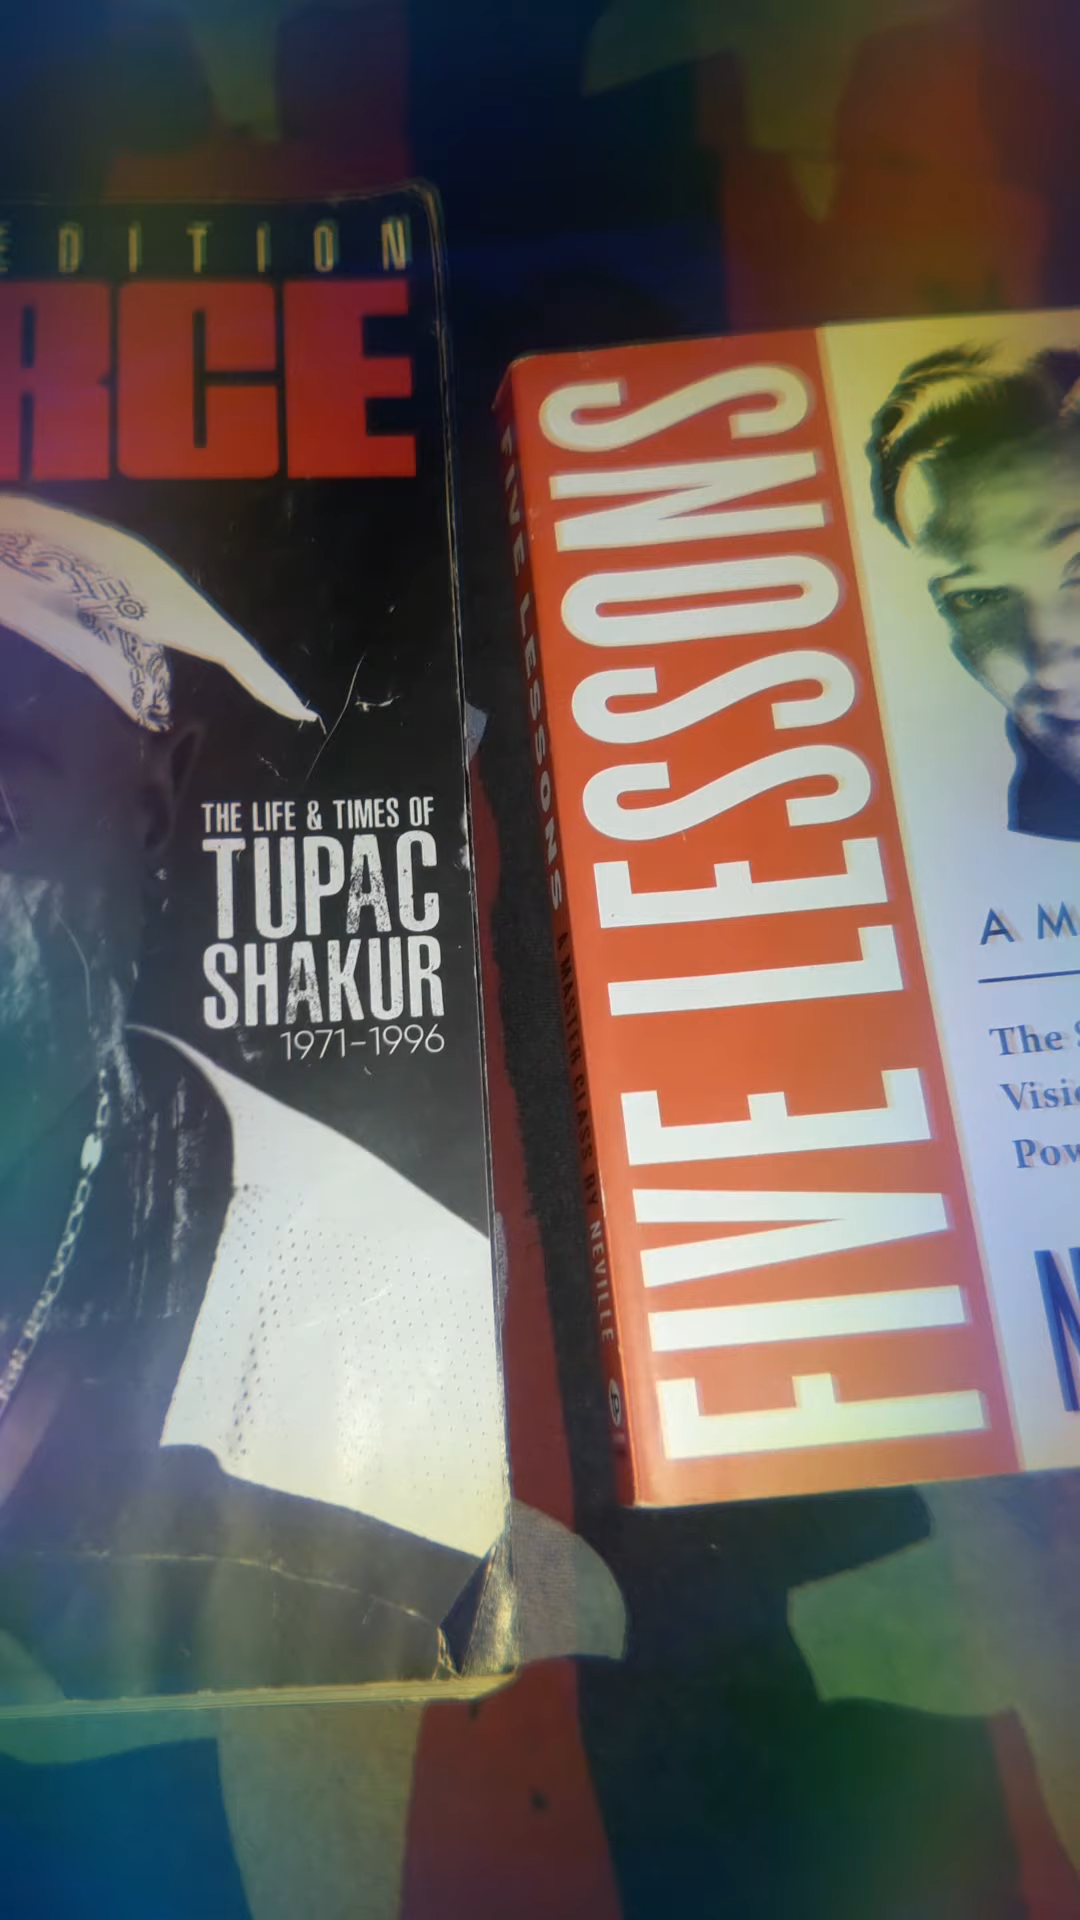 EDITION
RCE
THE LIFE & TIMES OF
TUPAC
SHAKUR
1971-1996
FIVE LESSONS A MASTER CLASS BY NEVILLE
FIVE LESSONS
A M
The S
Visio
Pow
N